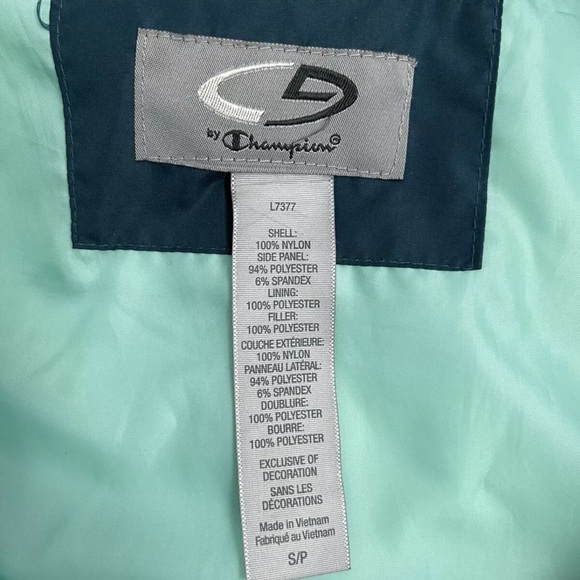 C9
by Champion©
L7377
SHELL:
100% NYLON
SIDE PANEL:
94% POLYESTER
6% SPANDEX
LINING:
100% POLYESTER
FILLER:
100% POLYESTER
COUCHE EXTÉRIEURE:
100% NYLON
PANNEAU LATÉRAL:
94% POLYESTER
6% SPANDEX
DOUBLURE:
100% POLYESTER
BOURRE:
100% POLYESTER
EXCLUSIVE OF
DECORATION
SANS LES
DÉCORATIONS
Made in Vietnam
Fabriqué au Vietnam
S/P